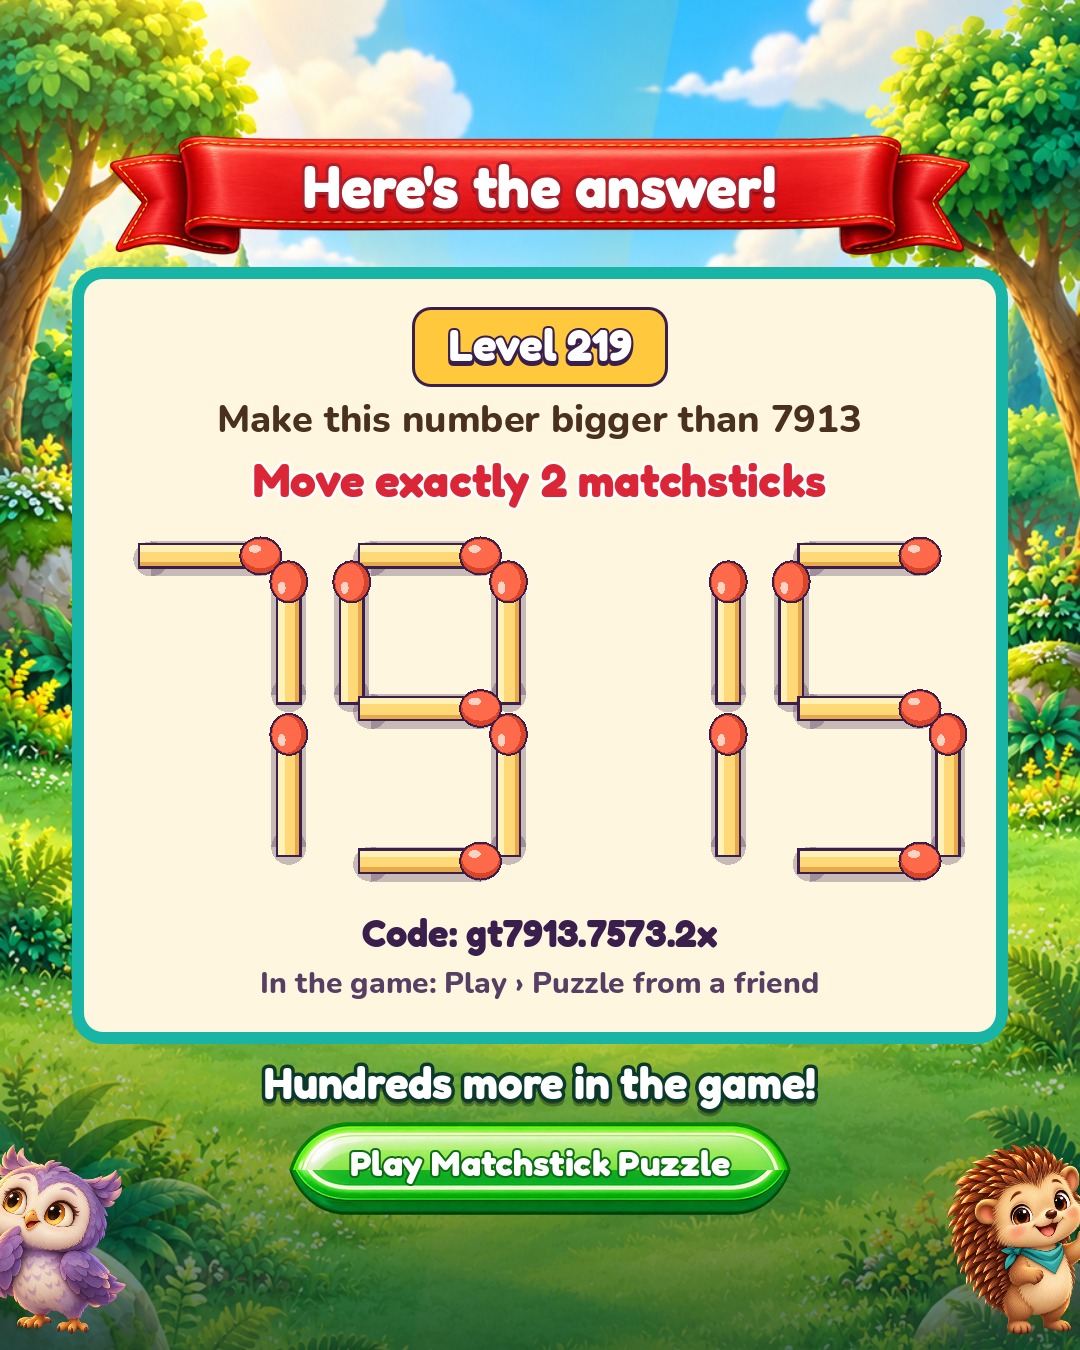 Here's the answer!
Level 219
Make this number bigger than 7913
Move exactly 2 matchsticks
7915
Code: gt7913.7573.2x
In the game: Play › Puzzle from a friend
Hundreds more in the game!
Play Matchstick Puzzle